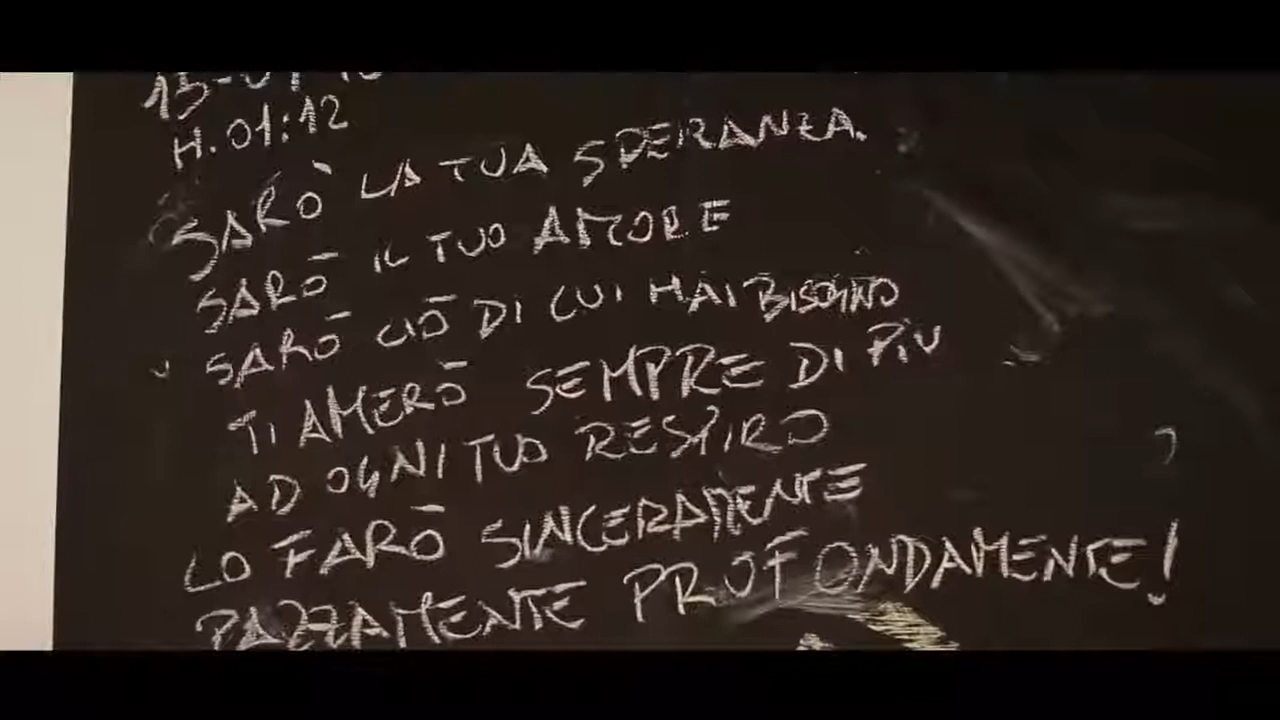 H. 01:12
SARÒ LA TUA SPERANZA.
SARÒ IL TUO AMORE
SARÒ CIÒ DI CUI HAI BISOGNO
TI AMERÒ SEMPRE DI PIÙ
AD OGNI TUO RESPIRO
LO FARÒ SINCERAMENTE
PAZZAMENTE PROFONDAMENTE!